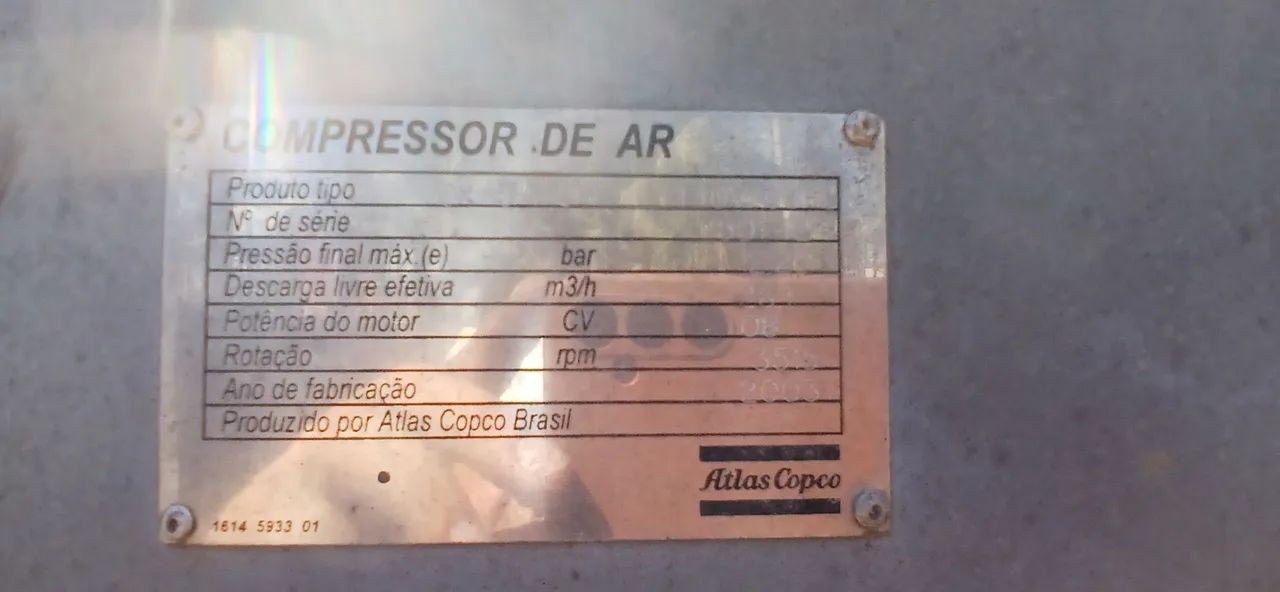 COMPRESSOR DE AR
Produto tipo
Nº de série
Pressão final máx.(e) bar
Descarga livre efetiva m3/h
Potência do motor CV
Rotação rpm
Ano de fabricação 2003
Produzido por Atlas Copco Brasil
Atlas Copco
1614 5933 01